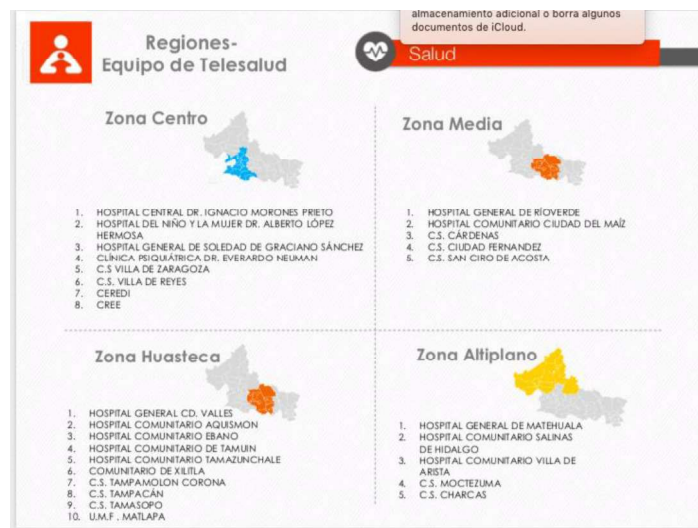 almacenamiento adicional o borra algunos
documentos de iCloud.
Regiones-
Equipo de Telesalud
Salud
Zona Centro
1. HOSPITAL CENTRAL DR. IGNACIO MORONES PRIETO
2. HOSPITAL DEL NIÑO Y LA MUJER DR. ALBERTO LÓPEZ
HERMOSA
3. HOSPITAL GENERAL DE SOLEDAD DE GRACIANO SÁNCHEZ
4. CLÍNICA PSIQUIÁTRICA DR. EVERARDO NEUMAN
5. C.S VILLA DE ZARAGOZA
6. C.S. VILLA DE REYES
7. CEREDI
8. CREE
Zona Media
1. HOSPITAL GENERAL DE RÍOVERDE
2. HOSPITAL COMUNITARIO CIUDAD DEL MAÍZ
3. C.S. CÁRDENAS
4. C.S. CIUDAD FERNANDEZ
5. C.S. SAN CIRO DE ACOSTA
Zona Huasteca
1. HOSPITAL GENERAL CD. VALLES
2. HOSPITAL COMUNITARIO AQUISMON
3. HOSPITAL COMUNITARIO EBANO
4. HOSPITAL COMUNITARIO DE TAMUIN
5. HOSPITAL COMUNITARIO TAMAZUNCHALE
6. COMUNITARIO DE XILITLA
7. C.S. TAMPAMOLON CORONA
8. C.S. TAMPACÁN
9. C.S. TAMASOPO
10. U.M.F . MATLAPA
Zona Altiplano
1. HOSPITAL GENERAL DE MATEHUALA
2. HOSPITAL COMUNITARIO SALINAS
DE HIDALGO
3. HOSPITAL COMUNITARIO VILLA DE
ARISTA
4. C.S. MOCTEZUMA
5. C.S. CHARCAS